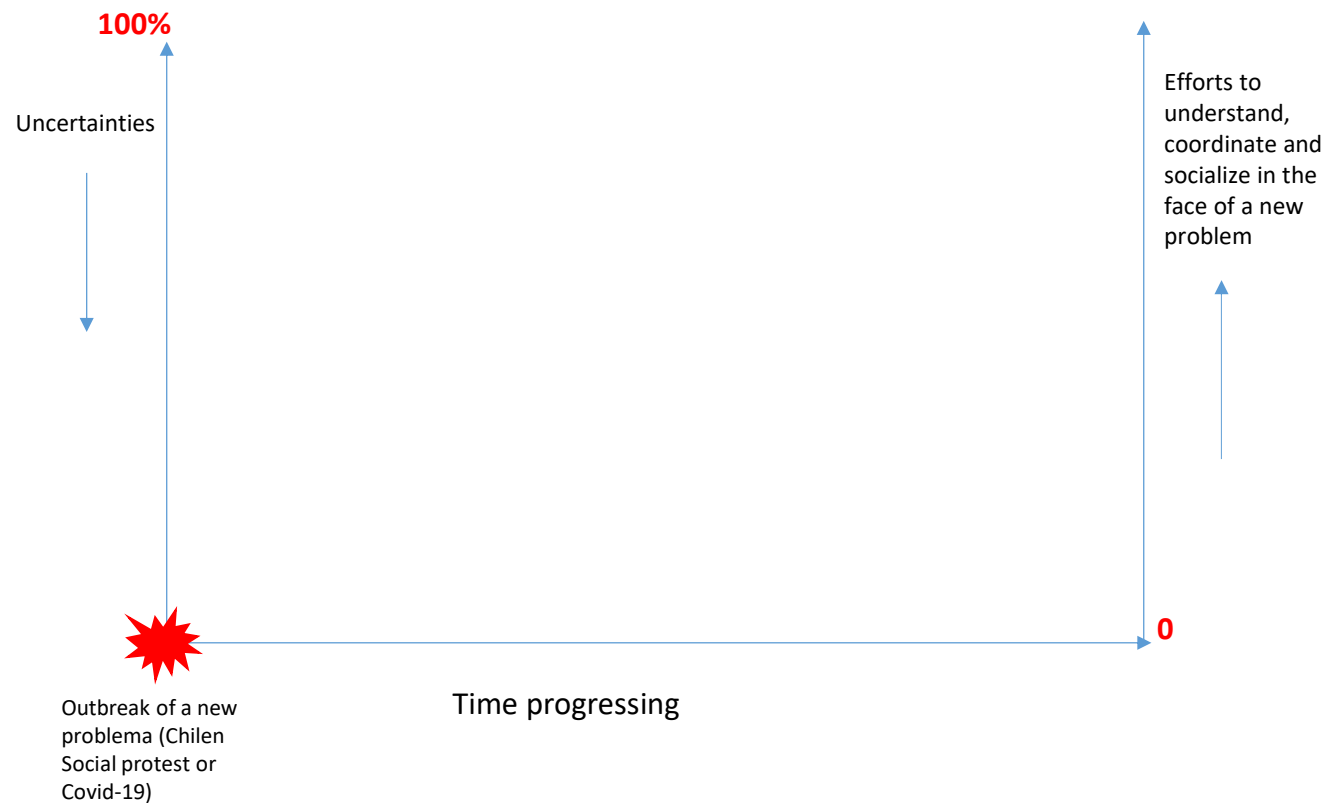 100%
Uncertainties
Efforts to
understand,
coordinate and
socialize in the
face of a new
problem
0
Time progressing
Outbreak of a new
problema (Chilen
Social protest or
Covid-19)